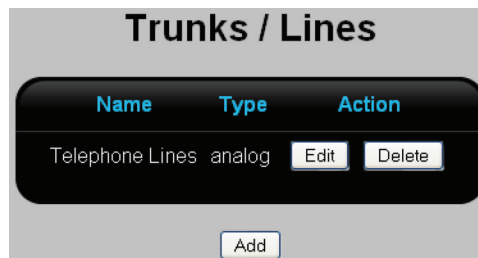 Trunks / Lines
Name Type Action
Telephone Lines analog Edit Delete
Add